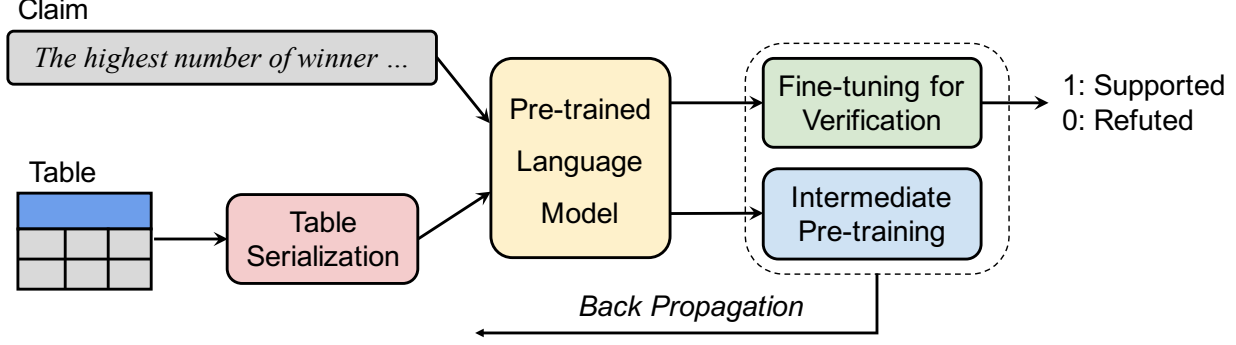 Claim
The highest number of winner …
Table
Table
Serialization
Pre-trained
Language
Model
Fine-tuning for
Verification
Intermediate
Pre-training
1: Supported
0: Refuted
Back Propagation